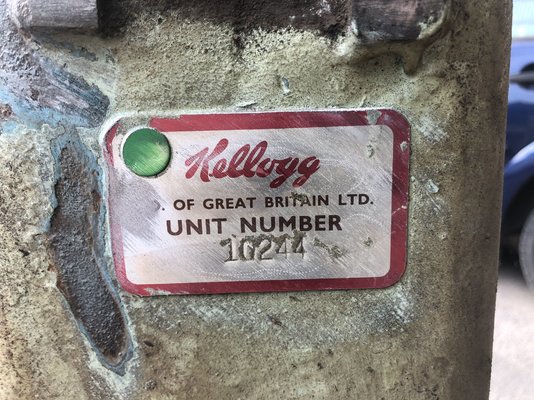 Kellogg
. OF GREAT BRITAIN LTD.
UNIT NUMBER
10244